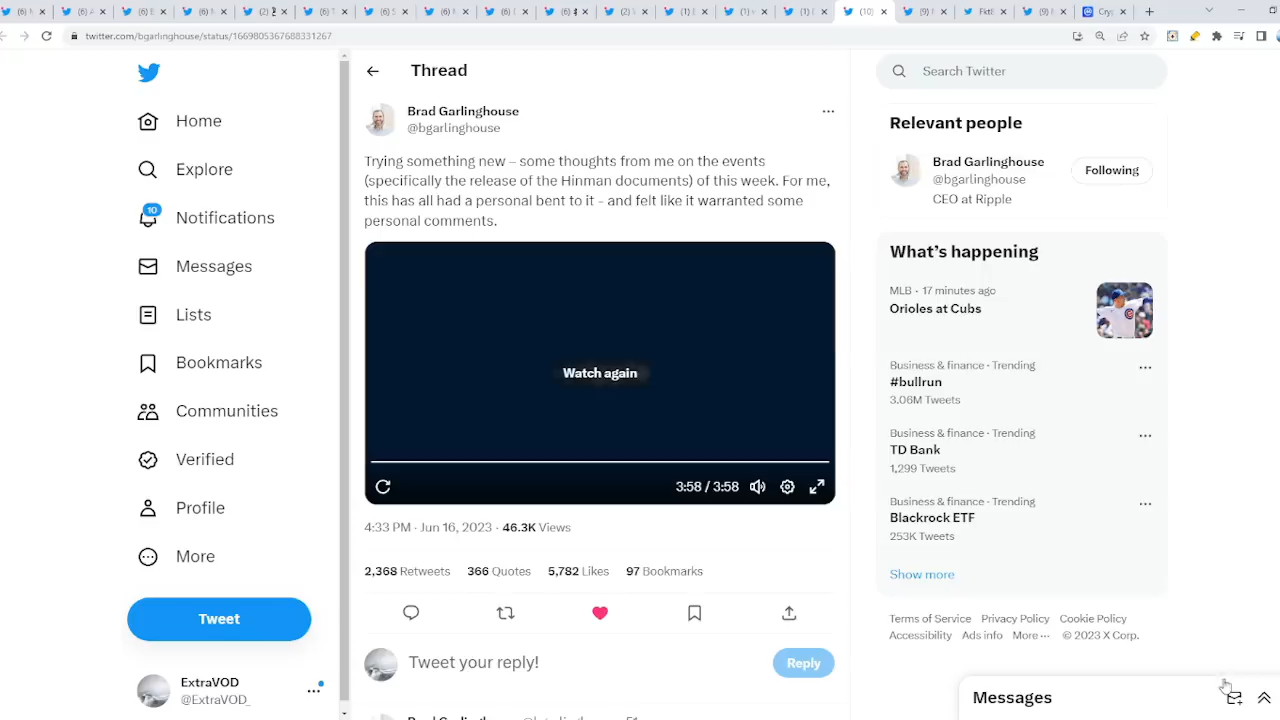 twitter.com/bgarlinghouse/status/1669805367688331267
Home
Explore
10
Notifications
Messages
Lists
Bookmarks
Communities
Verified
Profile
More
Tweet
ExtraVOD
@ExtraVOD_
Thread
Brad Garlinghouse
@bgarlinghouse
Trying something new – some thoughts from me on the events
(specifically the release of the Hinman documents) of this week. For me,
this has all had a personal bent to it - and felt like it warranted some
personal comments.
Watch again
3:58 / 3:58
4:33 PM · Jun 16, 2023 · 46.3K Views
2,368 Retweets 366 Quotes 5,782 Likes 97 Bookmarks
Tweet your reply!
Reply
Search Twitter
Relevant people
Brad Garlinghouse
@bgarlinghouse
CEO at Ripple
Following
What's happening
MLB · 17 minutes ago
Orioles at Cubs
Business & finance · Trending
#bullrun
3.06M Tweets
Business & finance · Trending
TD Bank
1,299 Tweets
Business & finance · Trending
Blackrock ETF
253K Tweets
Show more
Terms of Service Privacy Policy Cookie Policy
Accessibility Ads info More ··· © 2023 X Corp.
Messages